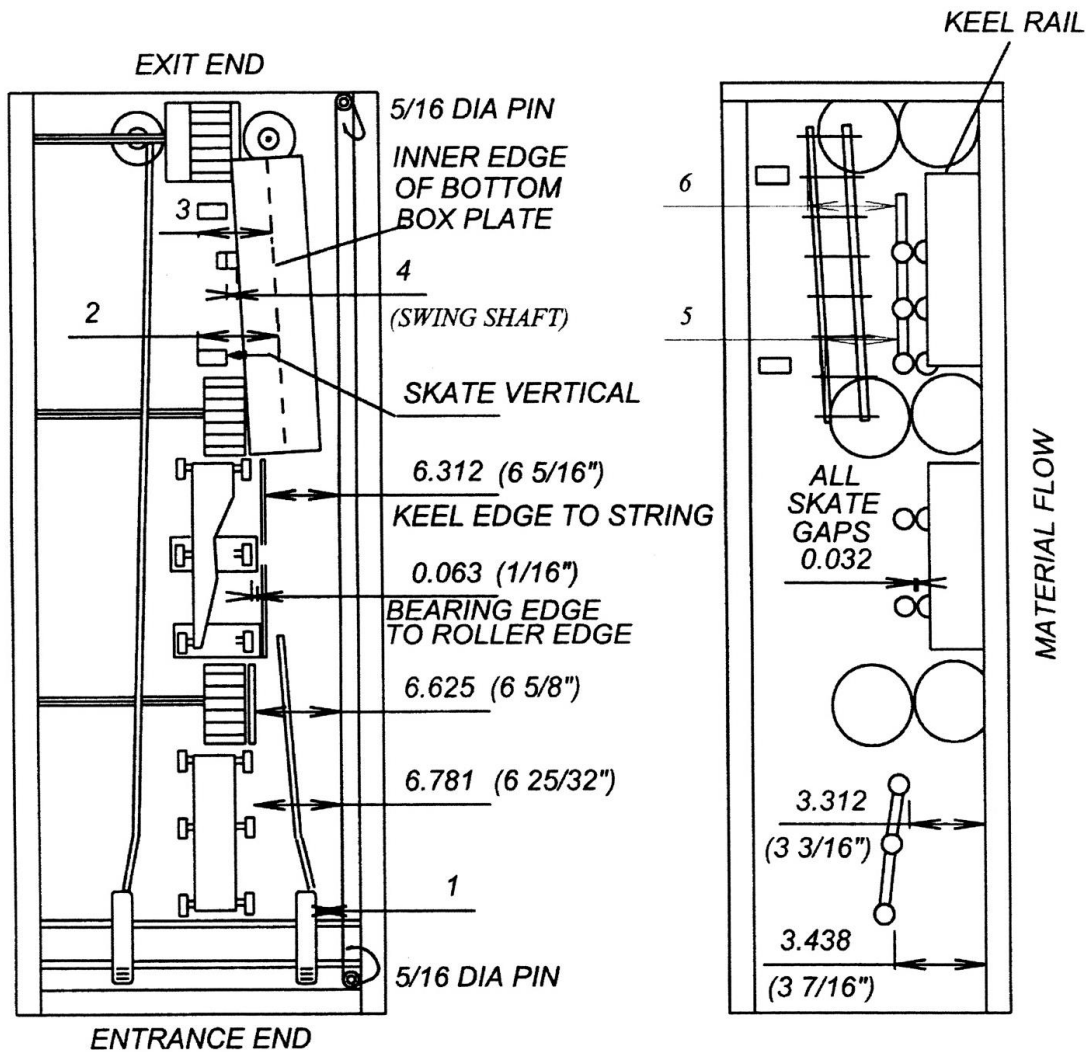 KEEL RAIL
EXIT END
5/16 DIA PIN
INNER EDGE
OF BOTTOM
BOX PLATE
3
4
(SWING SHAFT)
2
SKATE VERTICAL
6.312 (6 5/16")
KEEL EDGE TO STRING
0.063 (1/16")
BEARING EDGE
TO ROLLER EDGE
6.625 (6 5/8")
6.781 (6 25/32")
1
5/16 DIA PIN
ENTRANCE END
6
5
ALL
SKATE
GAPS
0.032
MATERIAL FLOW
3.312
(3 3/16")
3.438
(3 7/16")